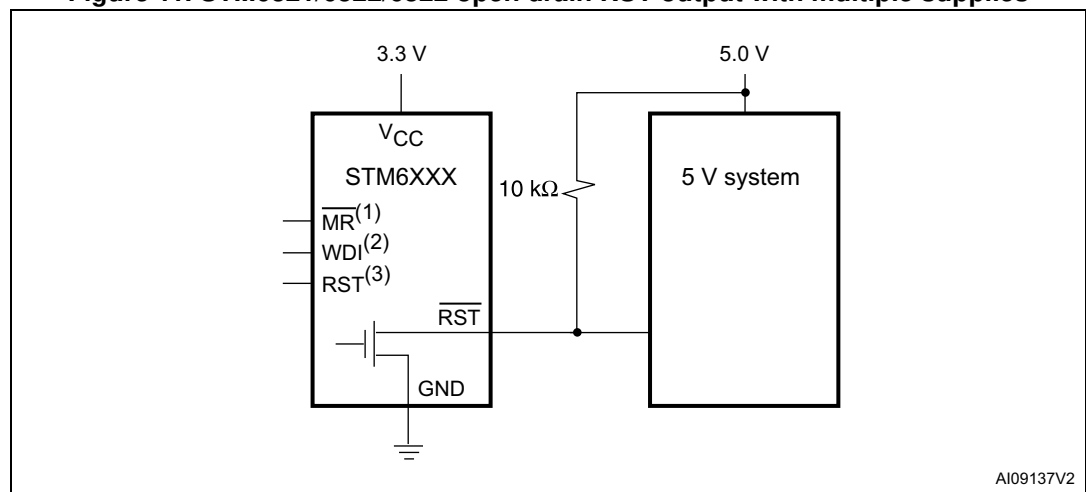 3.3 V
5.0 V
VCC
STM6XXX
10 kΩ
5 V system
MR(1)
WDI(2)
RST(3)
RST
GND
AI09137V2